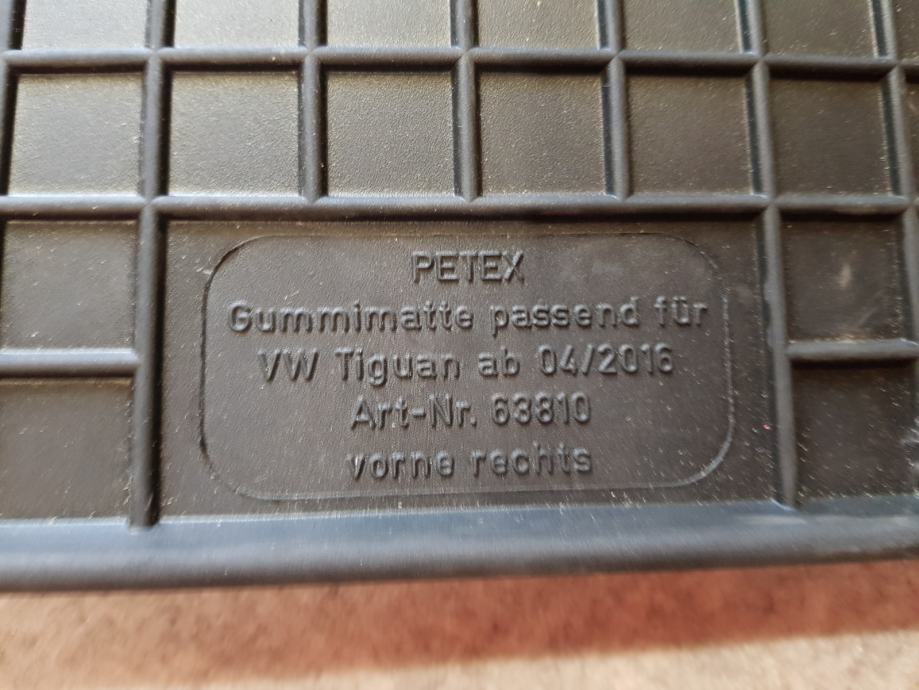 PETEX
Gummimatte passend für
VW Tiguan ab 04/2016
Art-Nr. 63810
vorne rechts